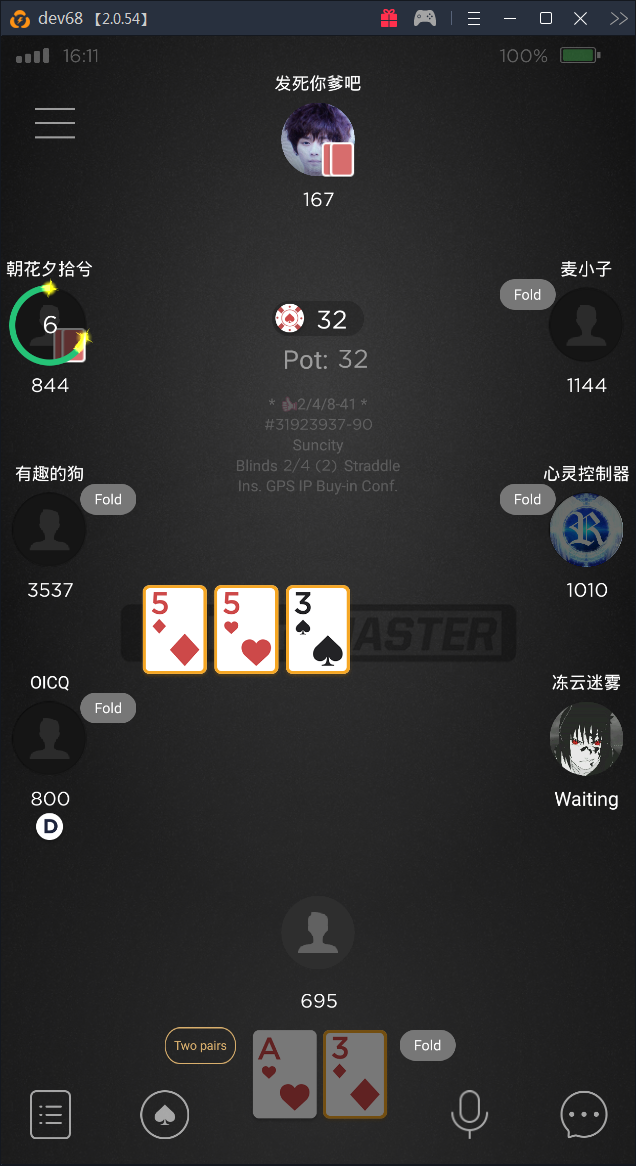 dev68 【2.0.54】
16:11
100%
发死你爹吧
167
朝花夕拾兮
6
844
32
Pot: 32
麦小子
Fold
1144
* 2/4/8-41 *
#31923937-90
Suncity
Blinds 2/4 (2) Straddle
Ins. GPS IP Buy-in Conf.
有趣的狗
Fold
3537
心灵控制器
Fold
R
1010
5
5
3
ASTER
OICQ
Fold
800
D
冻云迷雾
Waiting
695
Two pairs
A
3
Fold